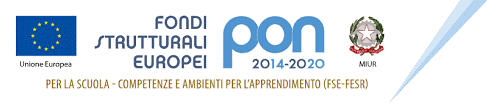 FONDI
STRUTTURALI
EUROPEI
pon
2014-2020
Unione Europea
MIUR
PER LA SCUOLA - COMPETENZE E AMBIENTI PER L'APPRENDIMENTO (FSE-FESR)